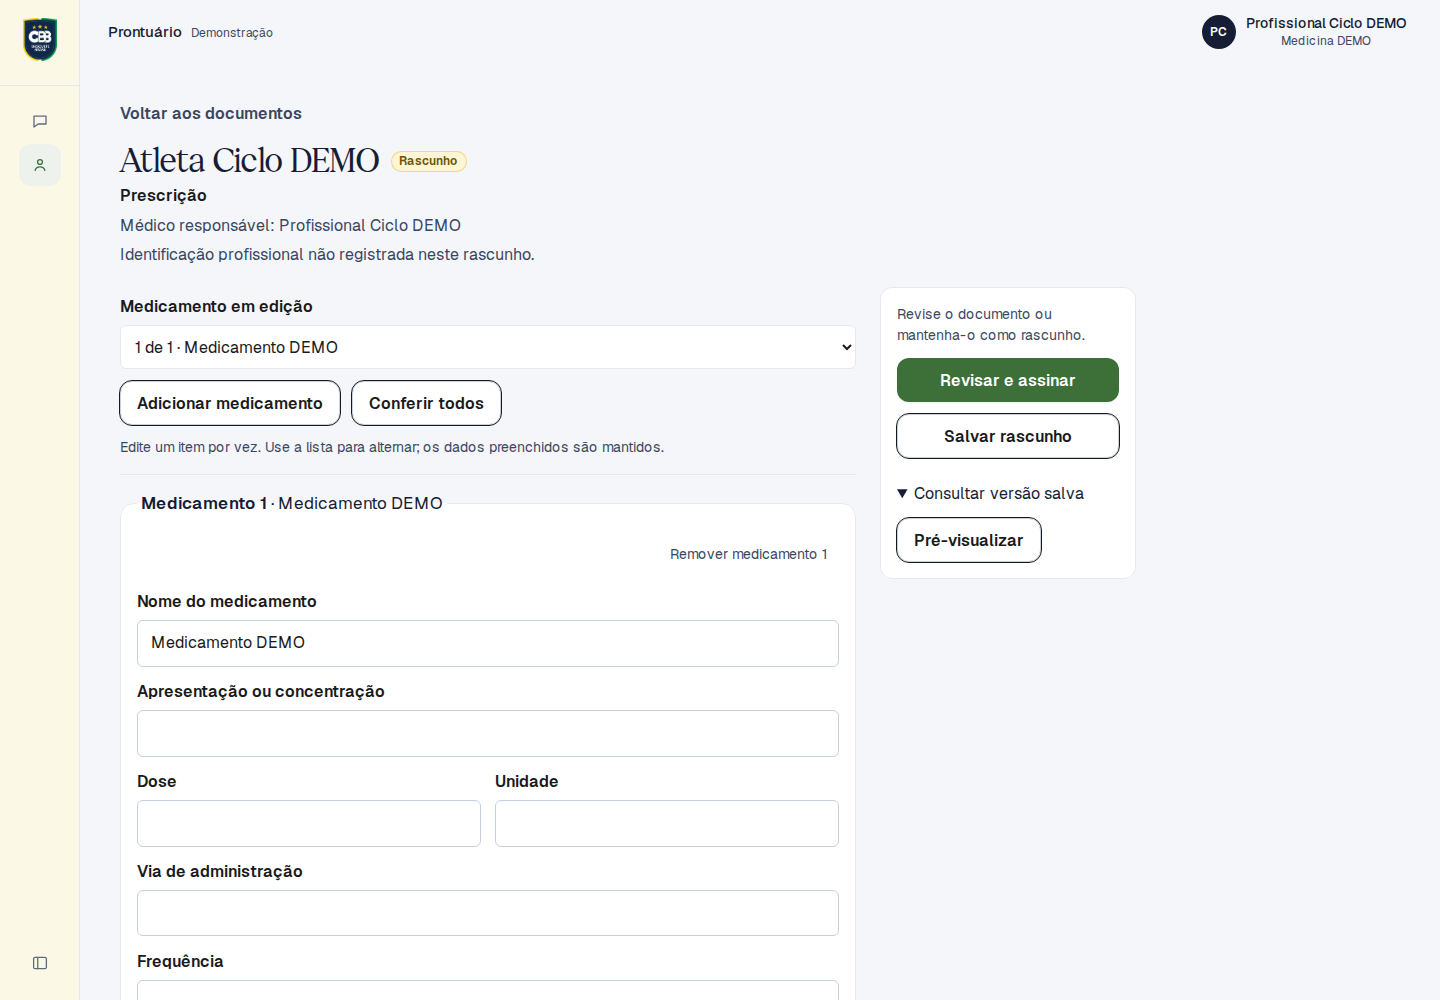 CBB
Prontuário Demonstração
PC
Profissional Ciclo DEMO
Medicina DEMO
Voltar aos documentos
Atleta Ciclo DEMO Rascunho
Prescrição
Médico responsável: Profissional Ciclo DEMO
Identificação profissional não registrada neste rascunho.
Medicamento em edição
1 de 1 · Medicamento DEMO
Adicionar medicamento Conferir todos
Edite um item por vez. Use a lista para alternar; os dados preenchidos são mantidos.
Revise o documento ou
mantenha-o como rascunho.
Revisar e assinar
Salvar rascunho
▼ Consultar versão salva
Pré-visualizar
Medicamento 1 · Medicamento DEMO
Remover medicamento 1
Nome do medicamento
Medicamento DEMO
Apresentação ou concentração
Dose Unidade
Via de administração
Frequência